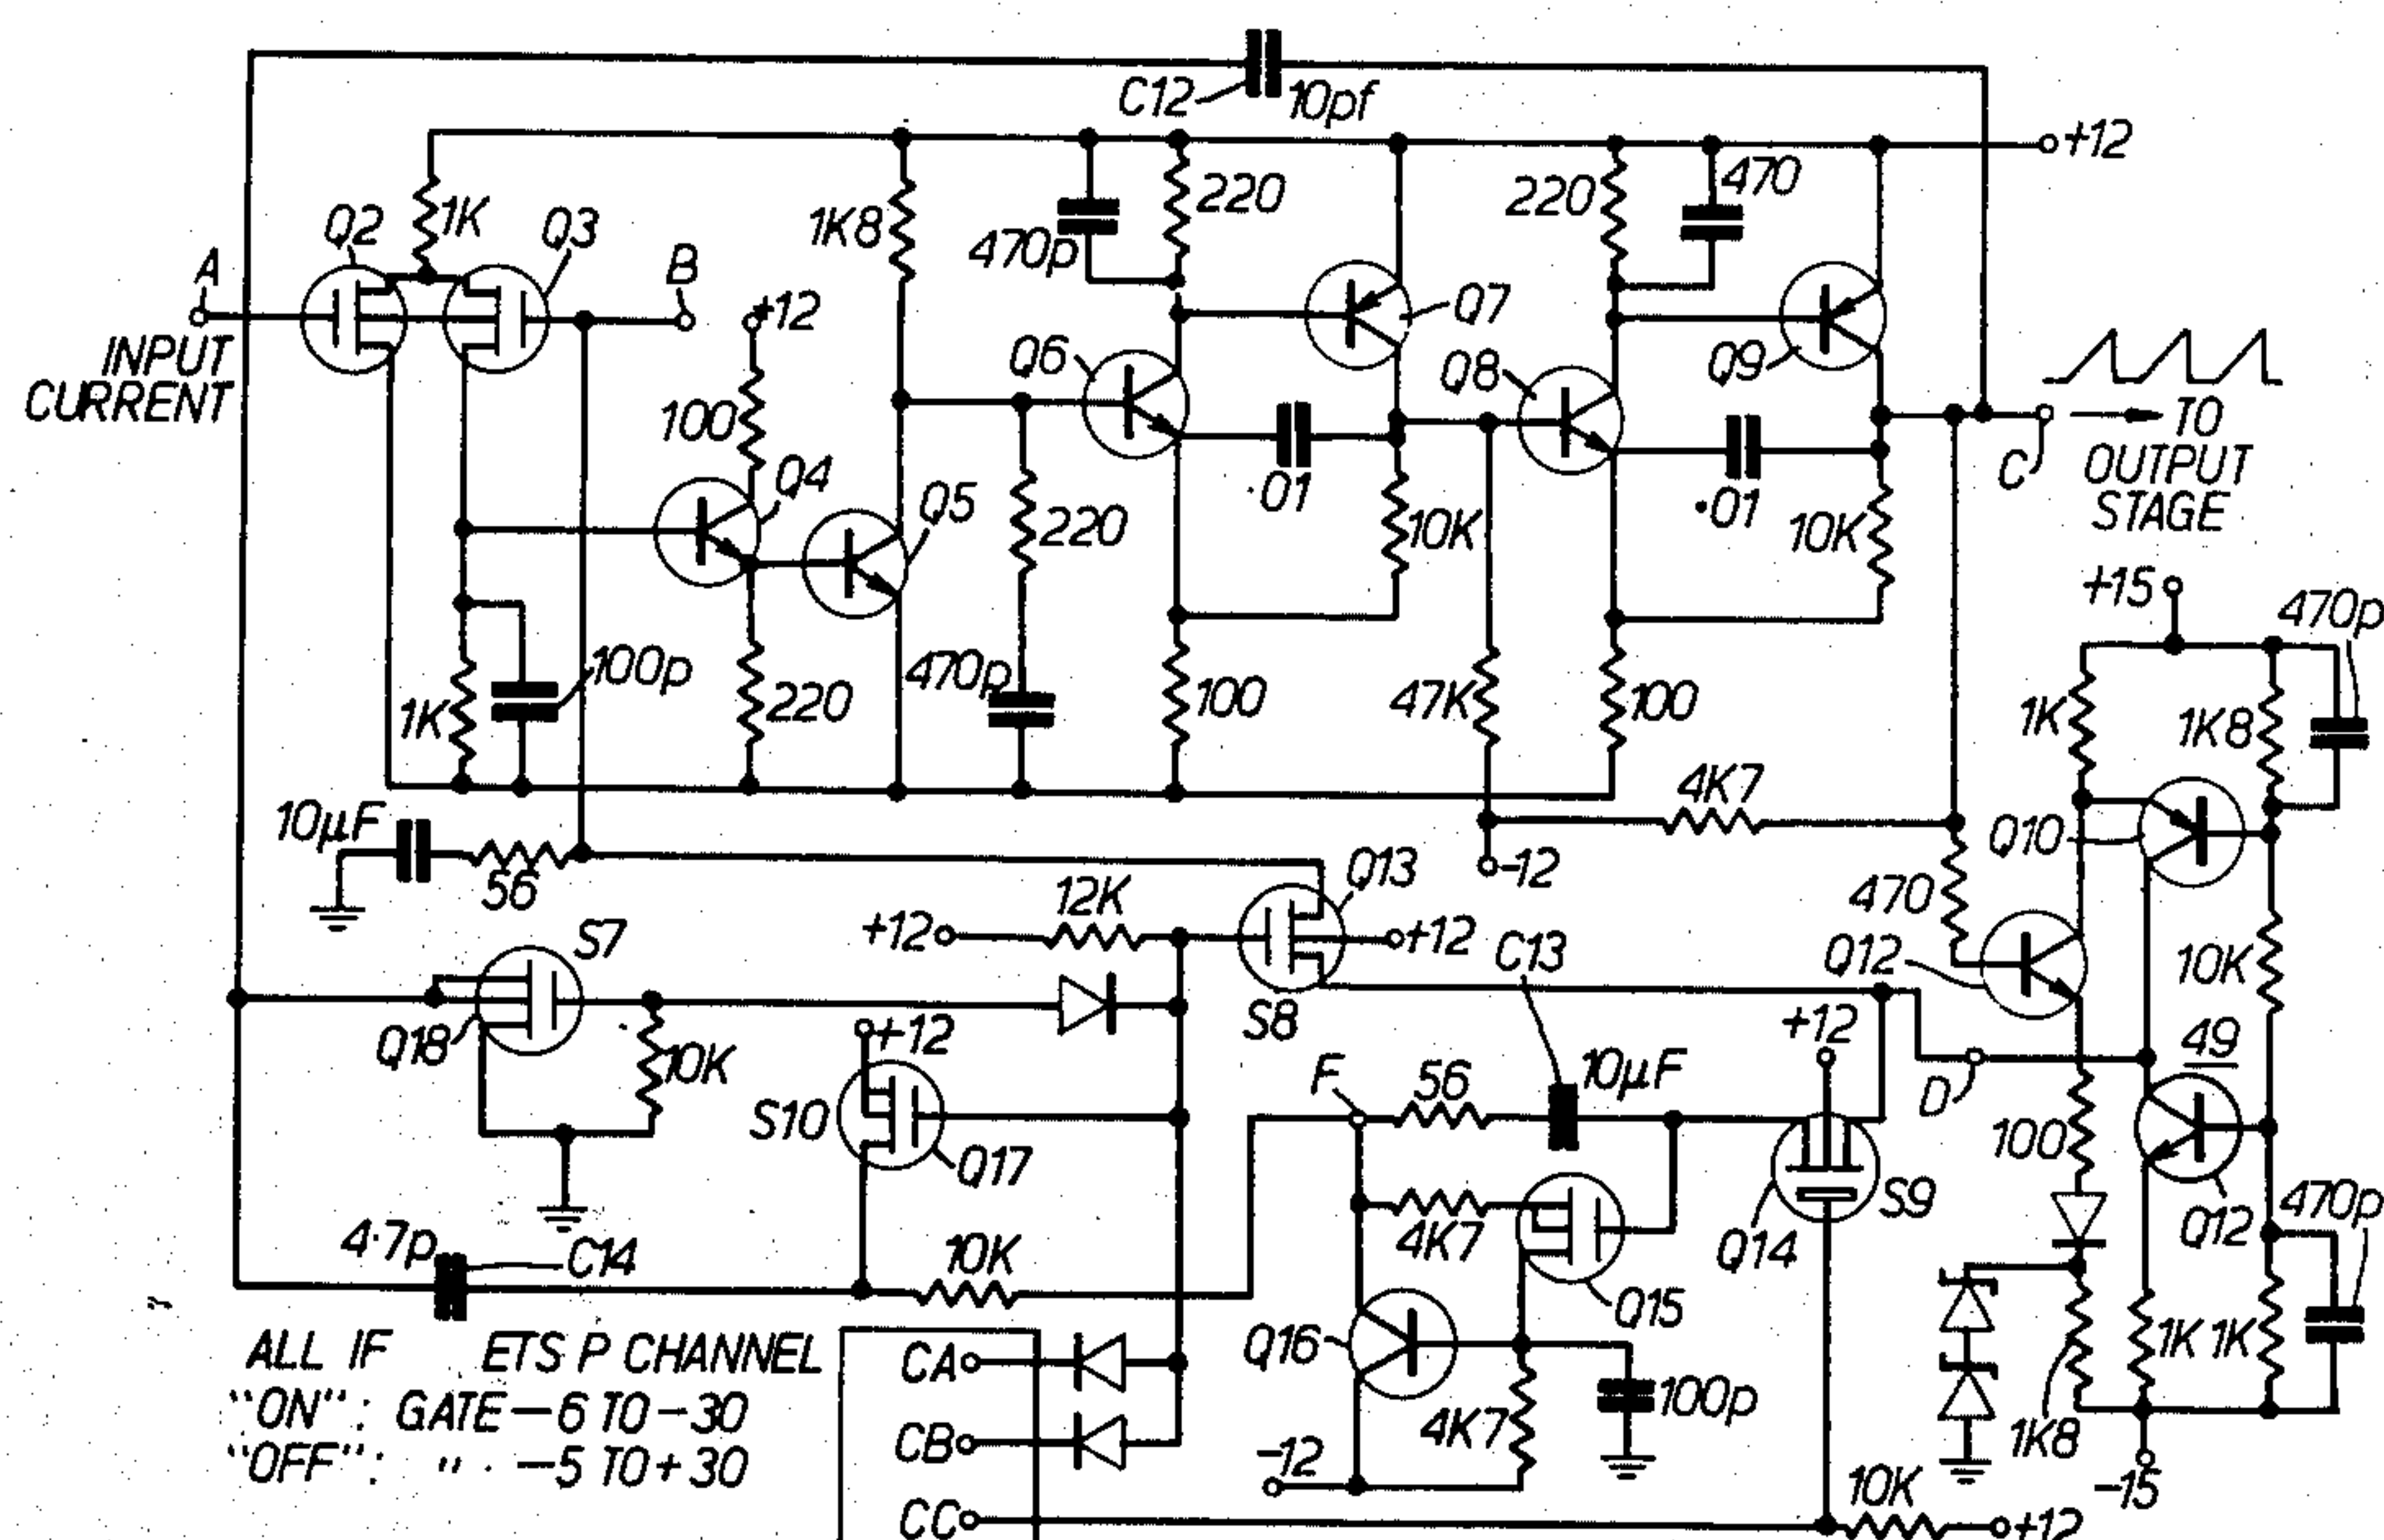 C12
10pf
+12
1K
Q2
Q3
A
B
INPUT
CURRENT
1K8
470p
220
220
470
+12
Q7
Q6
Q8
Q9
100
Q4
Q5
220
·01
10K
·01
10K
C
TO
OUTPUT
STAGE
+15
470p
1K
100p
220
470p
100
47K
100
1K
1K8
4K7
10µF
56
-12
Q10
+12
12K
Q13
+12
C13
470
Q12
10K
S7
Q18
10K
+12
S8
+12
49
S10
Q17
F
56
10µF
D
100
4·7p
C14
10K
4K7
Q15
Q14
S9
Q12
470p
ALL IF ETS P CHANNEL
"ON": GATE -6 TO -30
"OFF": " · -5 TO +30
CA
CB
CC
Q16
4K7
100p
-12
1K8
1K
1K
-15
10K
+12